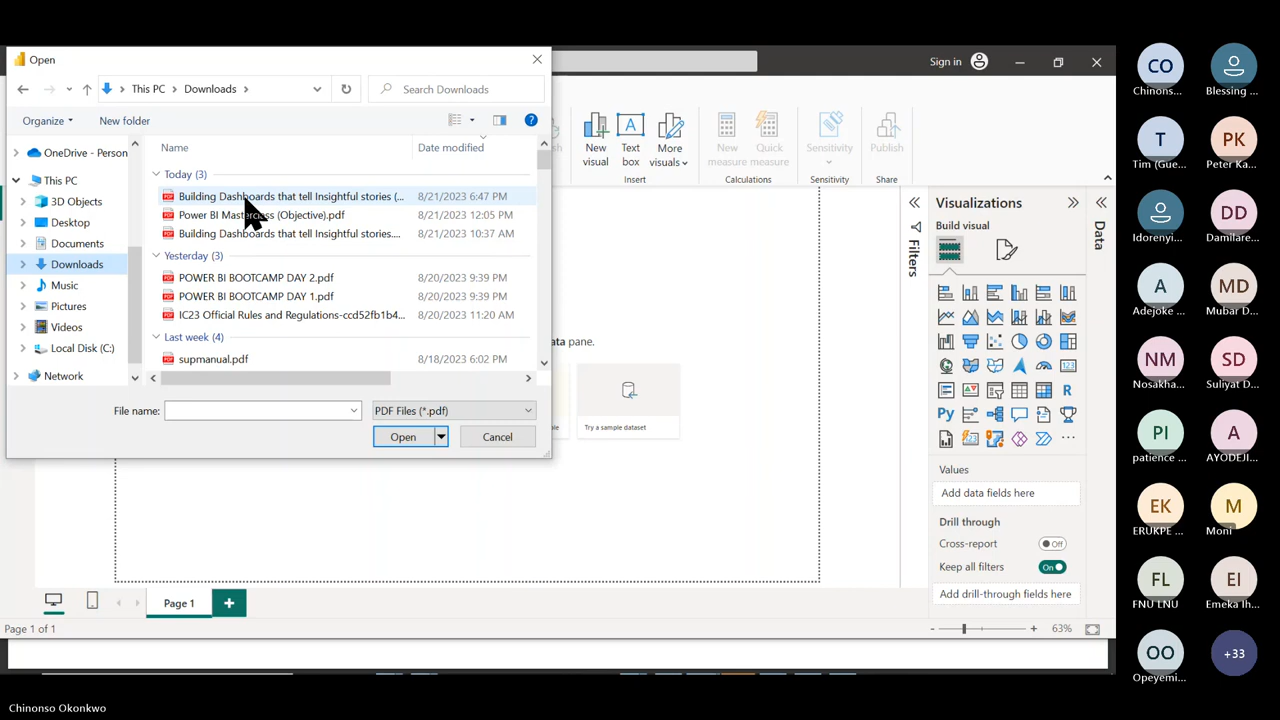 Open
Sign in
This PC
Downloads
Search Downloads
Organize
New folder
Name
Date modified
OneDrive - Person
This PC
3D Objects
Desktop
Documents
Downloads
Music
Pictures
Videos
Local Disk (C:)
Network
Today (3)
Building Dashboards that tell Insightful stories (... 8/21/2023 6:47 PM
Power BI Masterclass (Objective).pdf 8/21/2023 12:05 PM
Building Dashboards that tell Insightful stories.... 8/21/2023 10:37 AM
Yesterday (3)
POWER BI BOOTCAMP DAY 2.pdf 8/20/2023 9:39 PM
POWER BI BOOTCAMP DAY 1.pdf 8/20/2023 9:39 PM
IC23 Official Rules and Regulations-ccd52fb1b4... 8/20/2023 11:20 AM
Last week (4)
supmanual.pdf 8/18/2023 6:02 PM
File name:
PDF Files (*.pdf)
Open
Cancel
New visual
Text box
More visuals
Insert
New measure
Quick measure
Calculations
Sensitivity
Sensitivity
Publish
Share
ata pane.
Try a sample dataset
Filters
Visualizations
Build visual
R
Py
123
Values
Add data fields here
Drill through
Cross-report
Off
Keep all filters
On
Add drill-through fields here
Data
Page 1
Page 1 of 1
63%
CO
Chinons...
Blessing ...
T
Tim (Gue...
PK
Peter Ka...
Idorenyi...
DD
Damilare...
A
Adejoke ...
MD
Mubar D...
NM
Nosakha...
SD
Suliyat D...
PI
patience ...
A
AYODEJI...
EK
ERUKPE ...
M
Moni
FL
FNU LNU
EI
Emeka Ih...
OO
Opeyemi...
+33
Chinonso Okonkwo